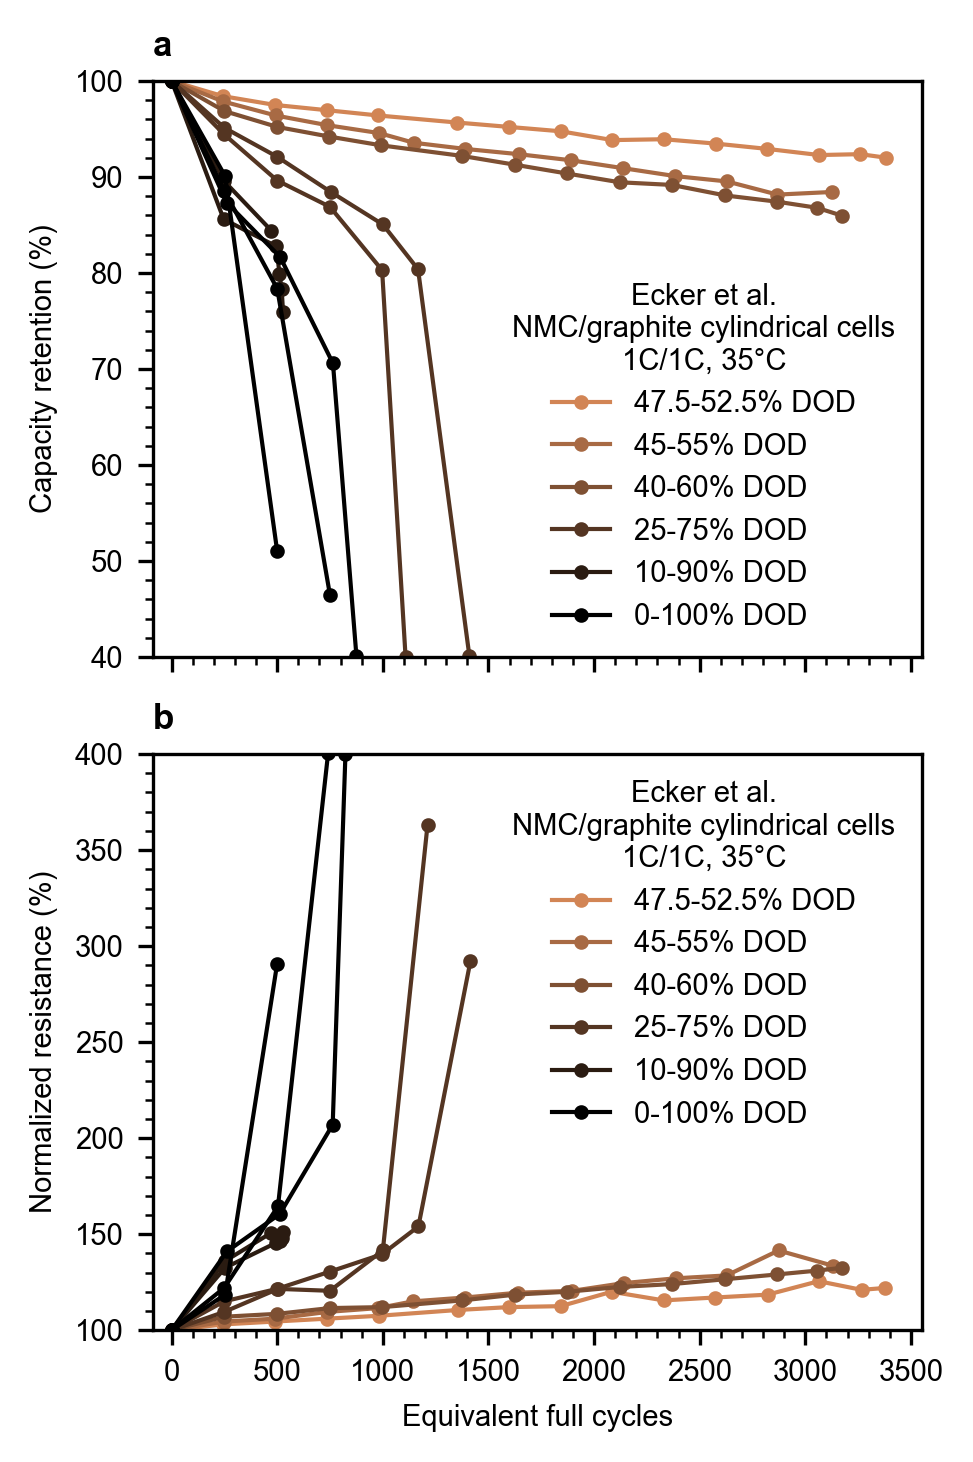 a
100
90
80
70
60
50
40
Capacity retention (%)
Ecker et al.
NMC/graphite cylindrical cells
1C/1C, 35°C
47.5-52.5% DOD
45-55% DOD
40-60% DOD
25-75% DOD
10-90% DOD
0-100% DOD
b
400
350
300
250
200
150
100
Normalized resistance (%)
Ecker et al.
NMC/graphite cylindrical cells
1C/1C, 35°C
47.5-52.5% DOD
45-55% DOD
40-60% DOD
25-75% DOD
10-90% DOD
0-100% DOD
0 500 1000 1500 2000 2500 3000 3500
Equivalent full cycles